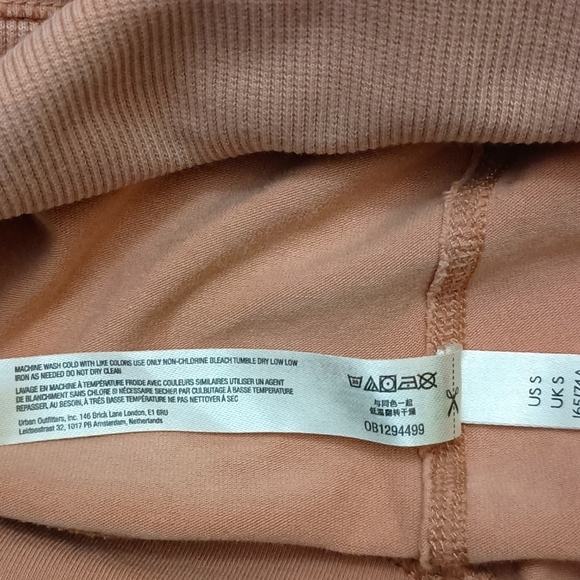 MACHINE WASH COLD WITH LIKE COLORS USE ONLY NON-CHLORINE BLEACH TUMBLE DRY LOW LOW
IRON AS NEEDED DO NOT DRY CLEAN
LAVAGE EN MACHINE À TEMPÉRATURE FROIDE AVEC COULEURS SIMILAIRES UTILISER UN AGENT
DE BLANCHIMENT SANS CHLORE SI NÉCESSAIRE SECHER PAR CULBUTAGE À BASSE TEMPÉRATURE
REPASSER, AU BESOIN, À TRÈS BASSE TEMPÉRATURE NE PAS NETTOYER À SEC
Urban Outfitters, Inc. 146 Brick Lane London, E1 6RU
Leidsestraat 32, 1017 PB Amsterdam, Netherlands
与同色一起
低温翻转干燥
OB1294499
US S
UK S